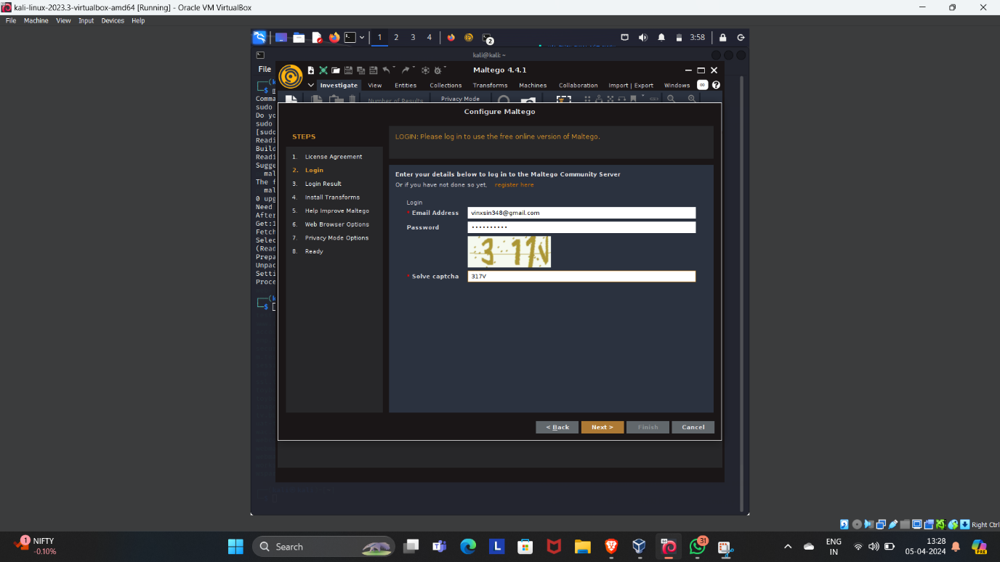 kali-linux-2023.3-virtualbox-amd64 [Running] - Oracle VM VirtualBox
File Machine View Input Devices Help
1 2 3 4 2 3:58
kali@kali: ~
File
Maltego 4.4.1
Investigate View Entities Collections Transforms Machines Collaboration Import | Export Windows
Number of Results Privacy Mode
Configure Maltego
STEPS
1. License Agreement
2. Login
3. Login Result
4. Install Transforms
5. Help Improve Maltego
6. Web Browser Options
7. Privacy Mode Options
8. Ready
LOGIN: Please log in to use the free online version of Maltego.
Enter your details below to log in to the Maltego Community Server
Or if you have not done so yet, register here
Login
* Email Address vinxsin348@gmail.com
Password ••••••••••
3 17V
* Solve captcha 317V
< Back Next > Finish Cancel
$
Comma
sudo
Do yo
sudo
[sudo
Readi
Build
Readi
Sugge
mal
The f
mal
0 upg
Need
After
Get:1
Fetch
Selec
(Read
Prepa
Unpac
Setti
Proce
$
Right Ctrl
1 NIFTY
-0.10%
Search
31
ENG
IN
13:28
05-04-2024
PRE